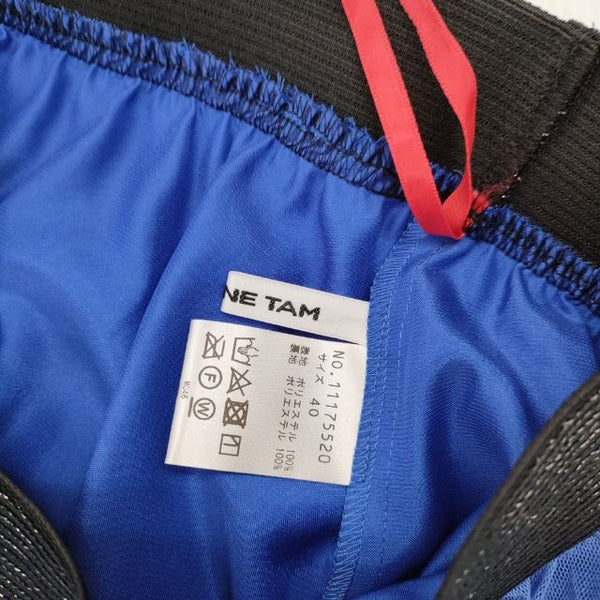 NE TAM
NO.11175520
サイズ 40
表地 ポリエステル 100%
裏地 ポリエステル 100%
F
W